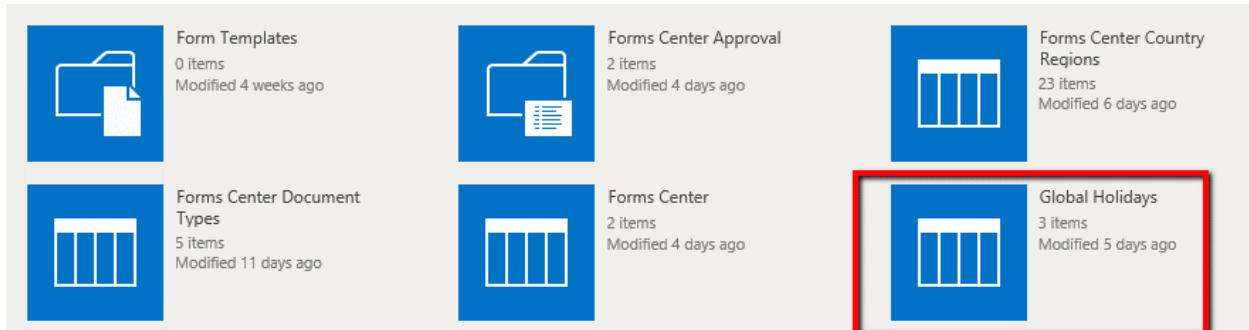 Form Templates
0 items
Modified 4 weeks ago
Forms Center Approval
2 items
Modified 4 days ago
Forms Center Country
Regions
23 items
Modified 6 days ago
Forms Center Document
Types
5 items
Modified 11 days ago
Forms Center
2 items
Modified 4 days ago
Global Holidays
3 items
Modified 5 days ago